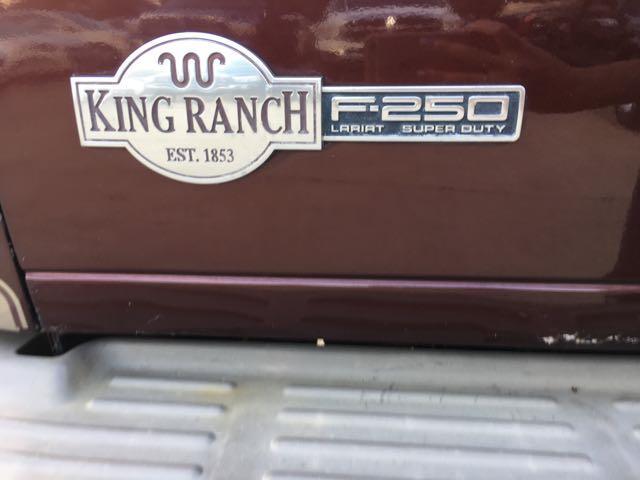 KING RANCH
EST. 1853
F-250
LARIAT SUPER DUTY